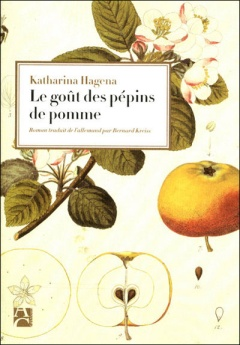 Katharina Hagena
Le goût des pépins
de pomme
Roman traduit de l'allemand par Bernard Kreiss